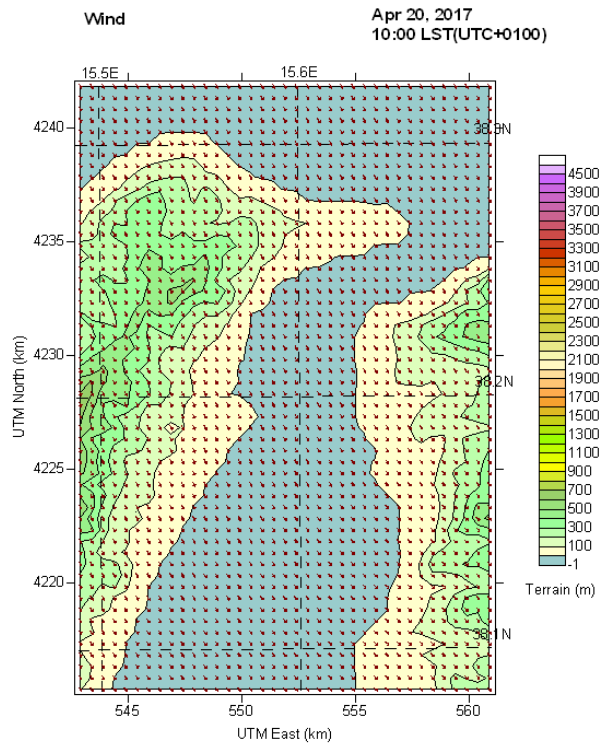 Wind
Apr 20, 2017
10:00 LST(UTC+0100)
15.5E
15.6E
4240
38.3N
4235
4230
38.2N
4225
4220
38.1N
UTM North (km)
545
550
555
560
UTM East (km)
4500
4200
3900
3700
3500
3300
3100
2900
2700
2500
2300
2100
1900
1700
1500
1300
1100
900
700
500
300
100
-1
Terrain (m)